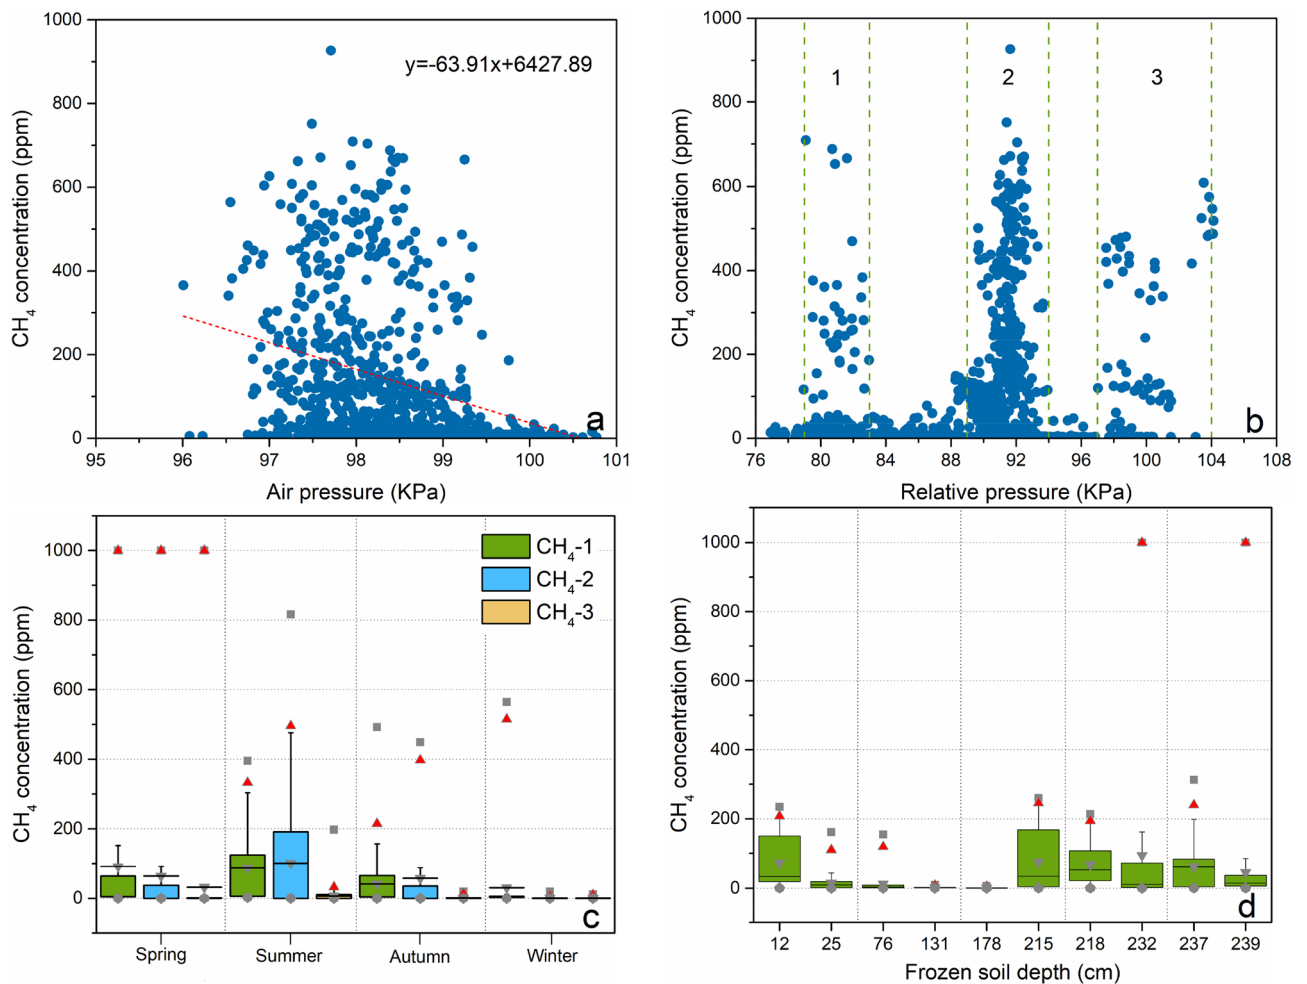 1000
800
600
400
200
0
CH₄ concentration (ppm)
y=-63.91x+6427.89
a
95 96 97 98 99 100 101
Air pressure (KPa)
1000
800
600
400
200
0
CH₄ concentration (ppm)
1 2 3
b
76 80 84 88 92 96 100 104 108
Relative pressure (KPa)
1000
800
600
400
200
0
CH₄ concentration (ppm)
CH₄-1
CH₄-2
CH₄-3
c
Spring Summer Autumn Winter
1000
800
600
400
200
0
CH₄ concentration (ppm)
d
12 25 76 131 178 215 218 232 237 239
Frozen soil depth (cm)